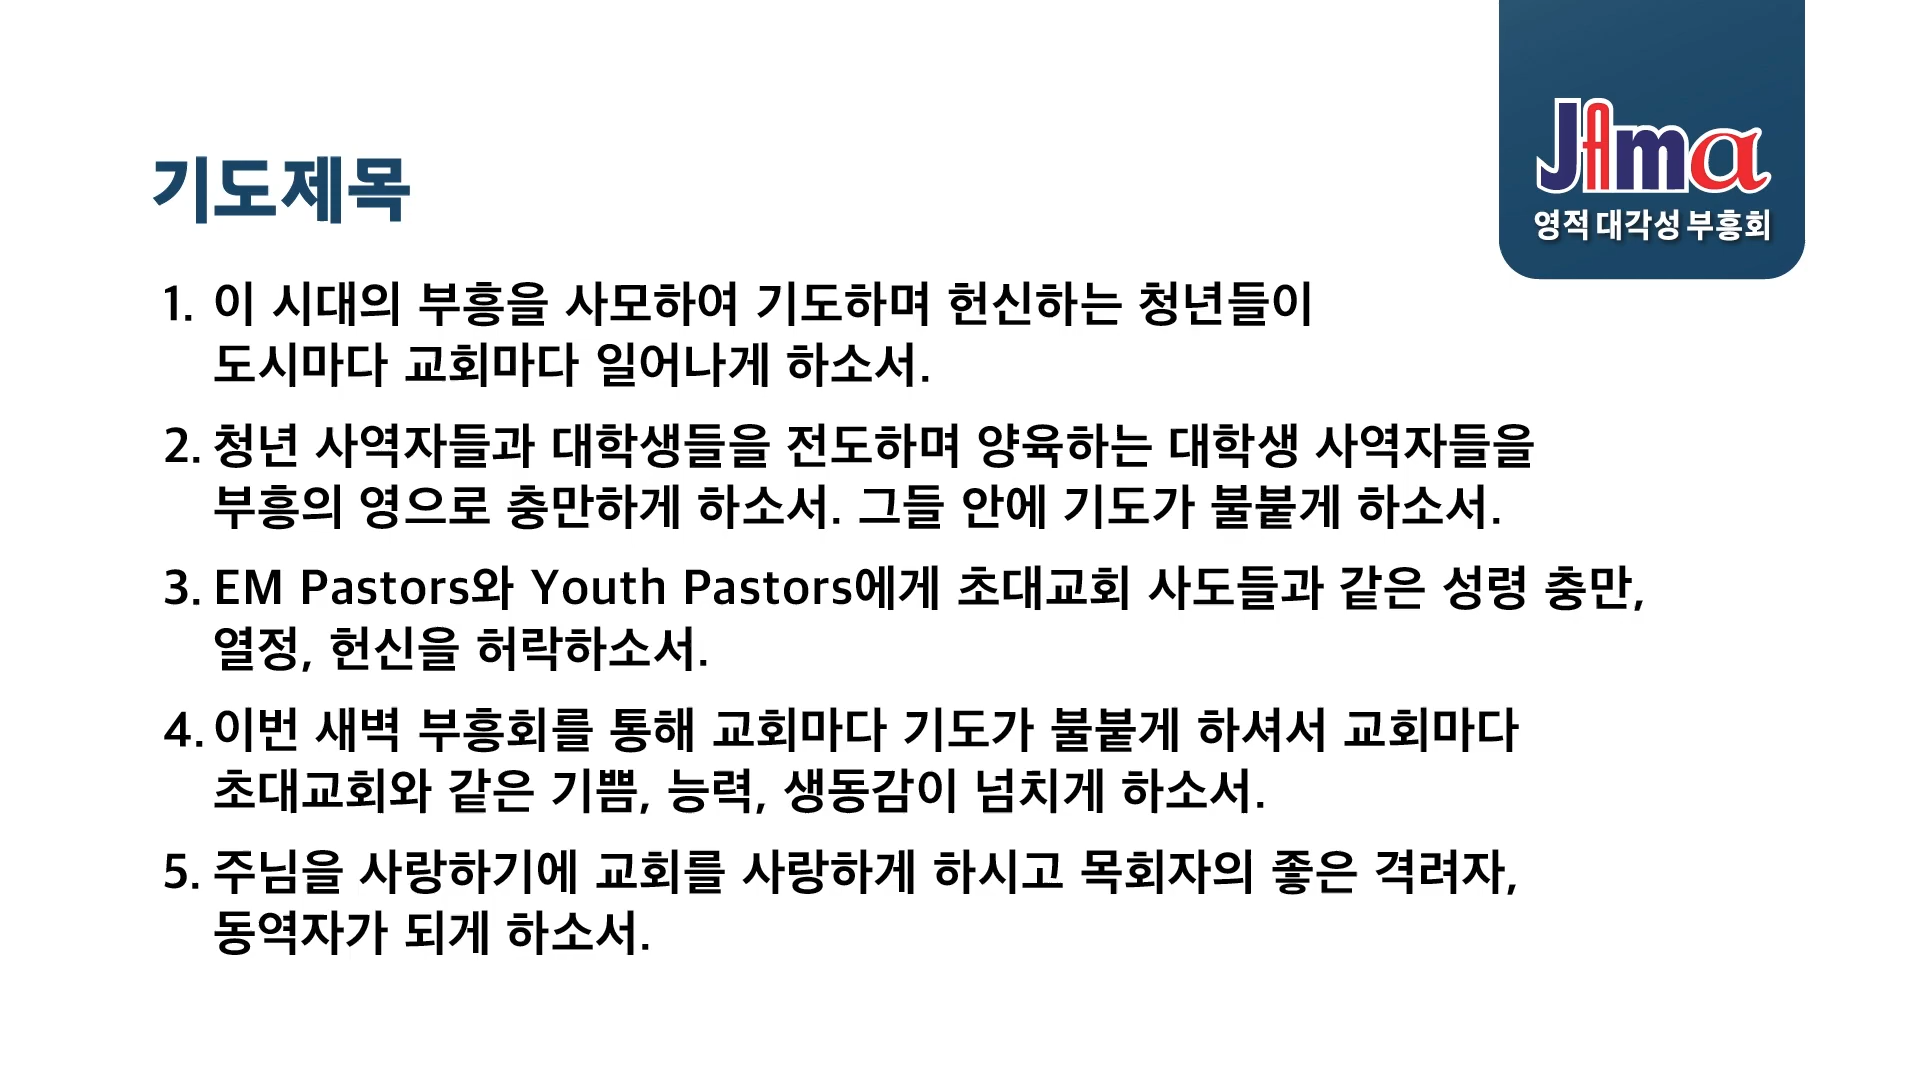 JAMA
영적 대각성 부흥회
기도제목
1. 이 시대의 부흥을 사모하여 기도하며 헌신하는 청년들이
도시마다 교회마다 일어나게 하소서.
2. 청년 사역자들과 대학생들을 전도하며 양육하는 대학생 사역자들을
부흥의 영으로 충만하게 하소서. 그들 안에 기도가 불붙게 하소서.
3. EM Pastors와 Youth Pastors에게 초대교회 사도들과 같은 성령 충만,
열정, 헌신을 허락하소서.
4. 이번 새벽 부흥회를 통해 교회마다 기도가 불붙게 하셔서 교회마다
초대교회와 같은 기쁨, 능력, 생동감이 넘치게 하소서.
5. 주님을 사랑하기에 교회를 사랑하게 하시고 목회자의 좋은 격려자,
동역자가 되게 하소서.